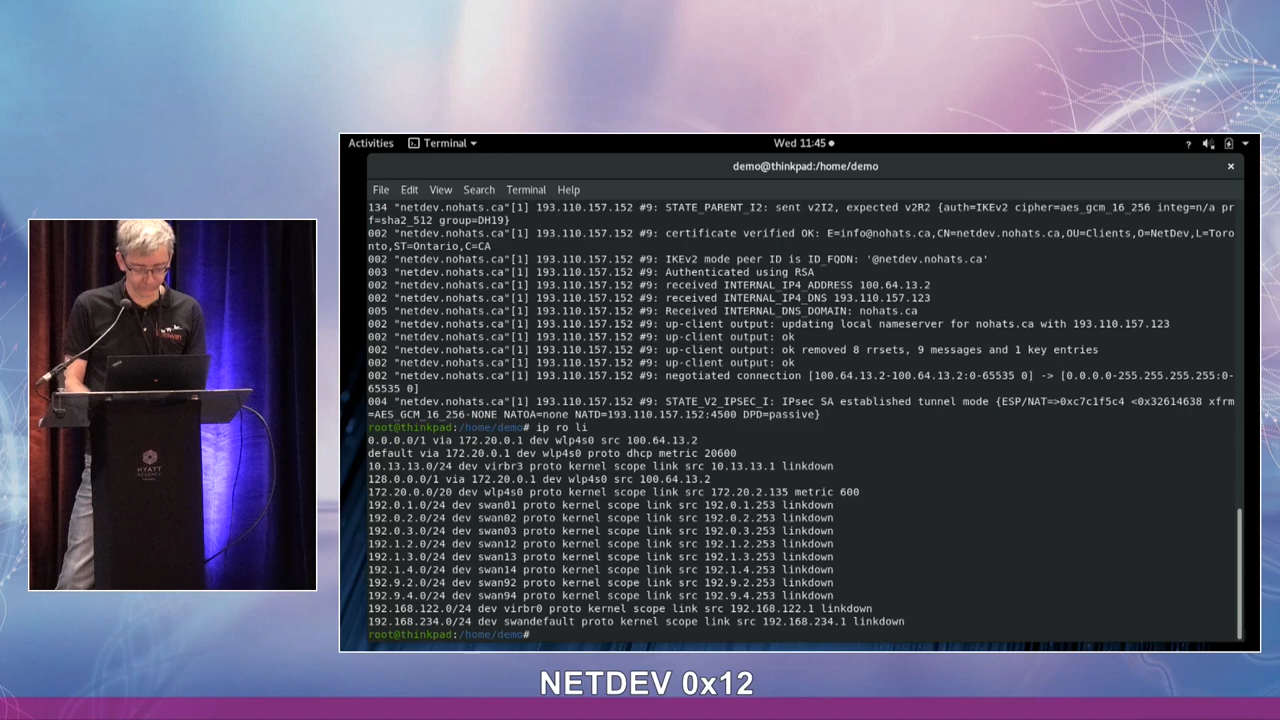 Activities Terminal Wed 11:45
demo@thinkpad:/home/demo
File Edit View Search Terminal Help
134 "netdev.nohats.ca"[1] 193.110.157.152 #9: STATE_PARENT_I2: sent v2I2, expected v2R2 {auth=IKEv2 cipher=aes_gcm_16_256 integ=n/a pr
f=sha2_512 group=DH19}
002 "netdev.nohats.ca"[1] 193.110.157.152 #9: certificate verified OK: E=info@nohats.ca,CN=netdev.nohats.ca,OU=Clients,O=NetDev,L=Toro
nto,ST=Ontario,C=CA
002 "netdev.nohats.ca"[1] 193.110.157.152 #9: IKEv2 mode peer ID is ID_FQDN: '@netdev.nohats.ca'
003 "netdev.nohats.ca"[1] 193.110.157.152 #9: Authenticated using RSA
002 "netdev.nohats.ca"[1] 193.110.157.152 #9: received INTERNAL_IP4_ADDRESS 100.64.13.2
002 "netdev.nohats.ca"[1] 193.110.157.152 #9: received INTERNAL_IP4_DNS 193.110.157.123
005 "netdev.nohats.ca"[1] 193.110.157.152 #9: Received INTERNAL_DNS_DOMAIN: nohats.ca
002 "netdev.nohats.ca"[1] 193.110.157.152 #9: up-client output: updating local nameserver for nohats.ca with 193.110.157.123
002 "netdev.nohats.ca"[1] 193.110.157.152 #9: up-client output: ok
002 "netdev.nohats.ca"[1] 193.110.157.152 #9: up-client output: ok removed 8 rrsets, 9 messages and 1 key entries
002 "netdev.nohats.ca"[1] 193.110.157.152 #9: up-client output: ok
002 "netdev.nohats.ca"[1] 193.110.157.152 #9: negotiated connection [100.64.13.2-100.64.13.2:0-65535 0] -> [0.0.0.0-255.255.255.255:0-
65535 0]
004 "netdev.nohats.ca"[1] 193.110.157.152 #9: STATE_V2_IPSEC_I: IPsec SA established tunnel mode {ESP/NAT=>0xc7c1f5c4 <0x32614638 xfrm
=AES_GCM_16_256-NONE NATOA=none NATD=193.110.157.152:4500 DPD=passive}
root@thinkpad:/home/demo# ip ro li
0.0.0.0/1 via 172.20.0.1 dev wlp4s0 src 100.64.13.2
default via 172.20.0.1 dev wlp4s0 proto dhcp metric 20600
10.13.13.0/24 dev virbr3 proto kernel scope link src 10.13.13.1 linkdown
128.0.0.0/1 via 172.20.0.1 dev wlp4s0 src 100.64.13.2
172.20.0.0/20 dev wlp4s0 proto kernel scope link src 172.20.2.135 metric 600
192.0.1.0/24 dev swan01 proto kernel scope link src 192.0.1.253 linkdown
192.0.2.0/24 dev swan02 proto kernel scope link src 192.0.2.253 linkdown
192.0.3.0/24 dev swan03 proto kernel scope link src 192.0.3.253 linkdown
192.1.2.0/24 dev swan12 proto kernel scope link src 192.1.2.253 linkdown
192.1.3.0/24 dev swan13 proto kernel scope link src 192.1.3.253 linkdown
192.1.4.0/24 dev swan14 proto kernel scope link src 192.1.4.253 linkdown
192.9.2.0/24 dev swan92 proto kernel scope link src 192.9.2.253 linkdown
192.9.4.0/24 dev swan94 proto kernel scope link src 192.9.4.253 linkdown
192.168.122.0/24 dev virbr0 proto kernel scope link src 192.168.122.1 linkdown
192.168.234.0/24 dev swandefault proto kernel scope link src 192.168.234.1 linkdown
root@thinkpad:/home/demo#
HYATT
REGENCY
NETDEV 0x12